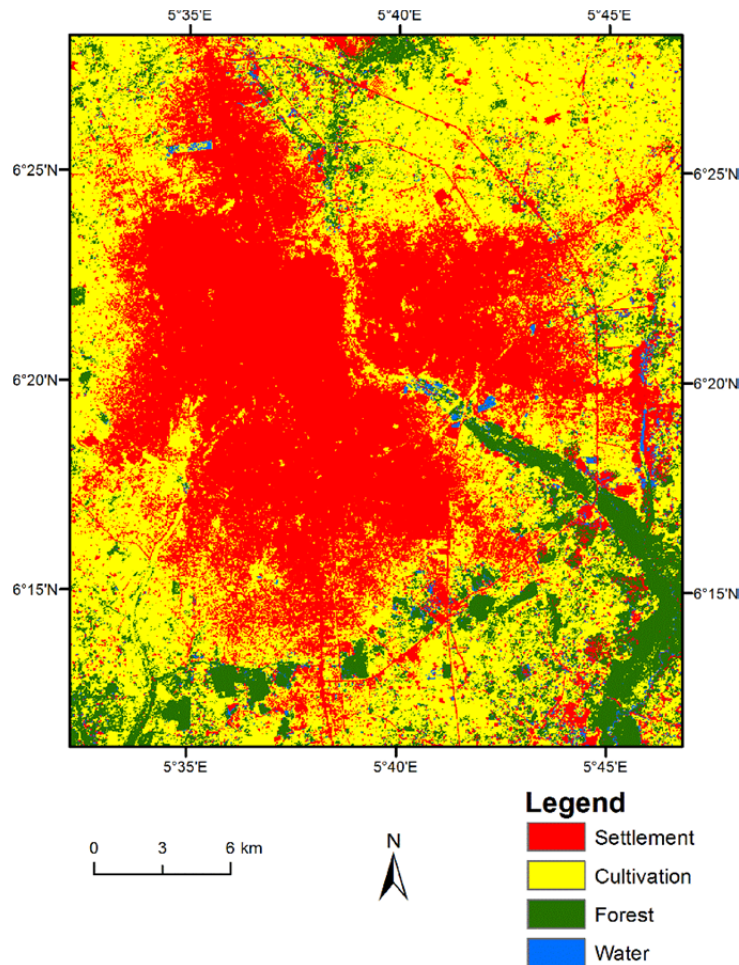 5°35'E 5°40'E 5°45'E
6°25'N 6°25'N
6°20'N 6°20'N
6°15'N 6°15'N
5°35'E 5°40'E 5°45'E
Legend
0 3 6 km
N
Settlement
Cultivation
Forest
Water